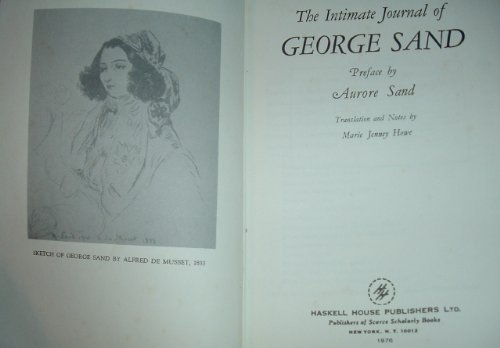 SKETCH OF GEORGE SAND BY ALFRED DE MUSSET, 1833
The Intimate Journal of
GEORGE SAND
Preface by
Aurore Sand
Translation and Notes by
Marie Jenney Howe
HH
HASKELL HOUSE PUBLISHERS LTD.
Publishers of Scarce Scholarly Books
NEW YORK, N. Y. 10012
1976